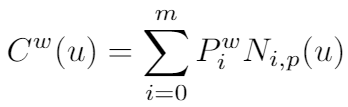 $C^w(u) = \sum_{i=0}^{m} P_i^w N_{i,p}(u)$